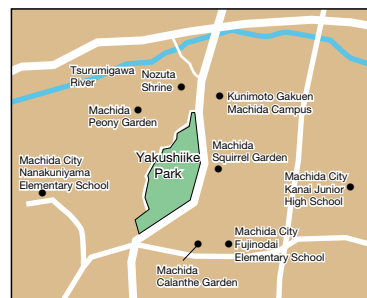 Tsurumigawa
River
Nozuta
Shrine
Kunimoto Gakuen
Machida Campus
Machida
Peony Garden
Machida City
Nanakuniyama
Elementary School
Yakushiike
Park
Machida
Squirrel Garden
Machida City
Kanai Junior
High School
Machida City
Fujinodai
Elementary School
Machida
Calanthe Garden